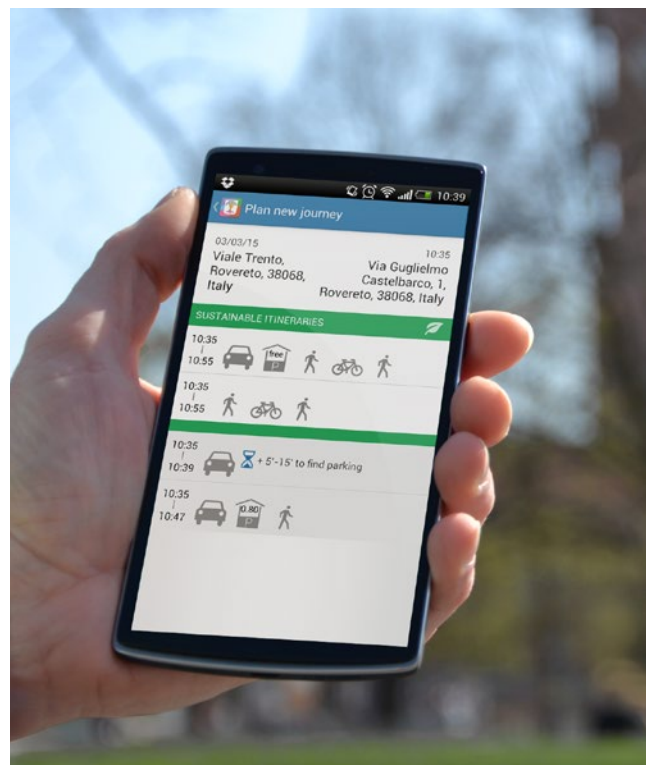 10:39
Plan new journey
03/03/15
10:35
Viale Trento,
Rovereto, 38068,
Italy
Via Guglielmo
Castelbarco, 1,
Rovereto, 38068, Italy
SUSTAINABLE ITINERARIES
10:35
10:55
free
P
10:35
10:55
10:35
10:39
+ 5'-15' to find parking
10:35
10:47
0.80
P